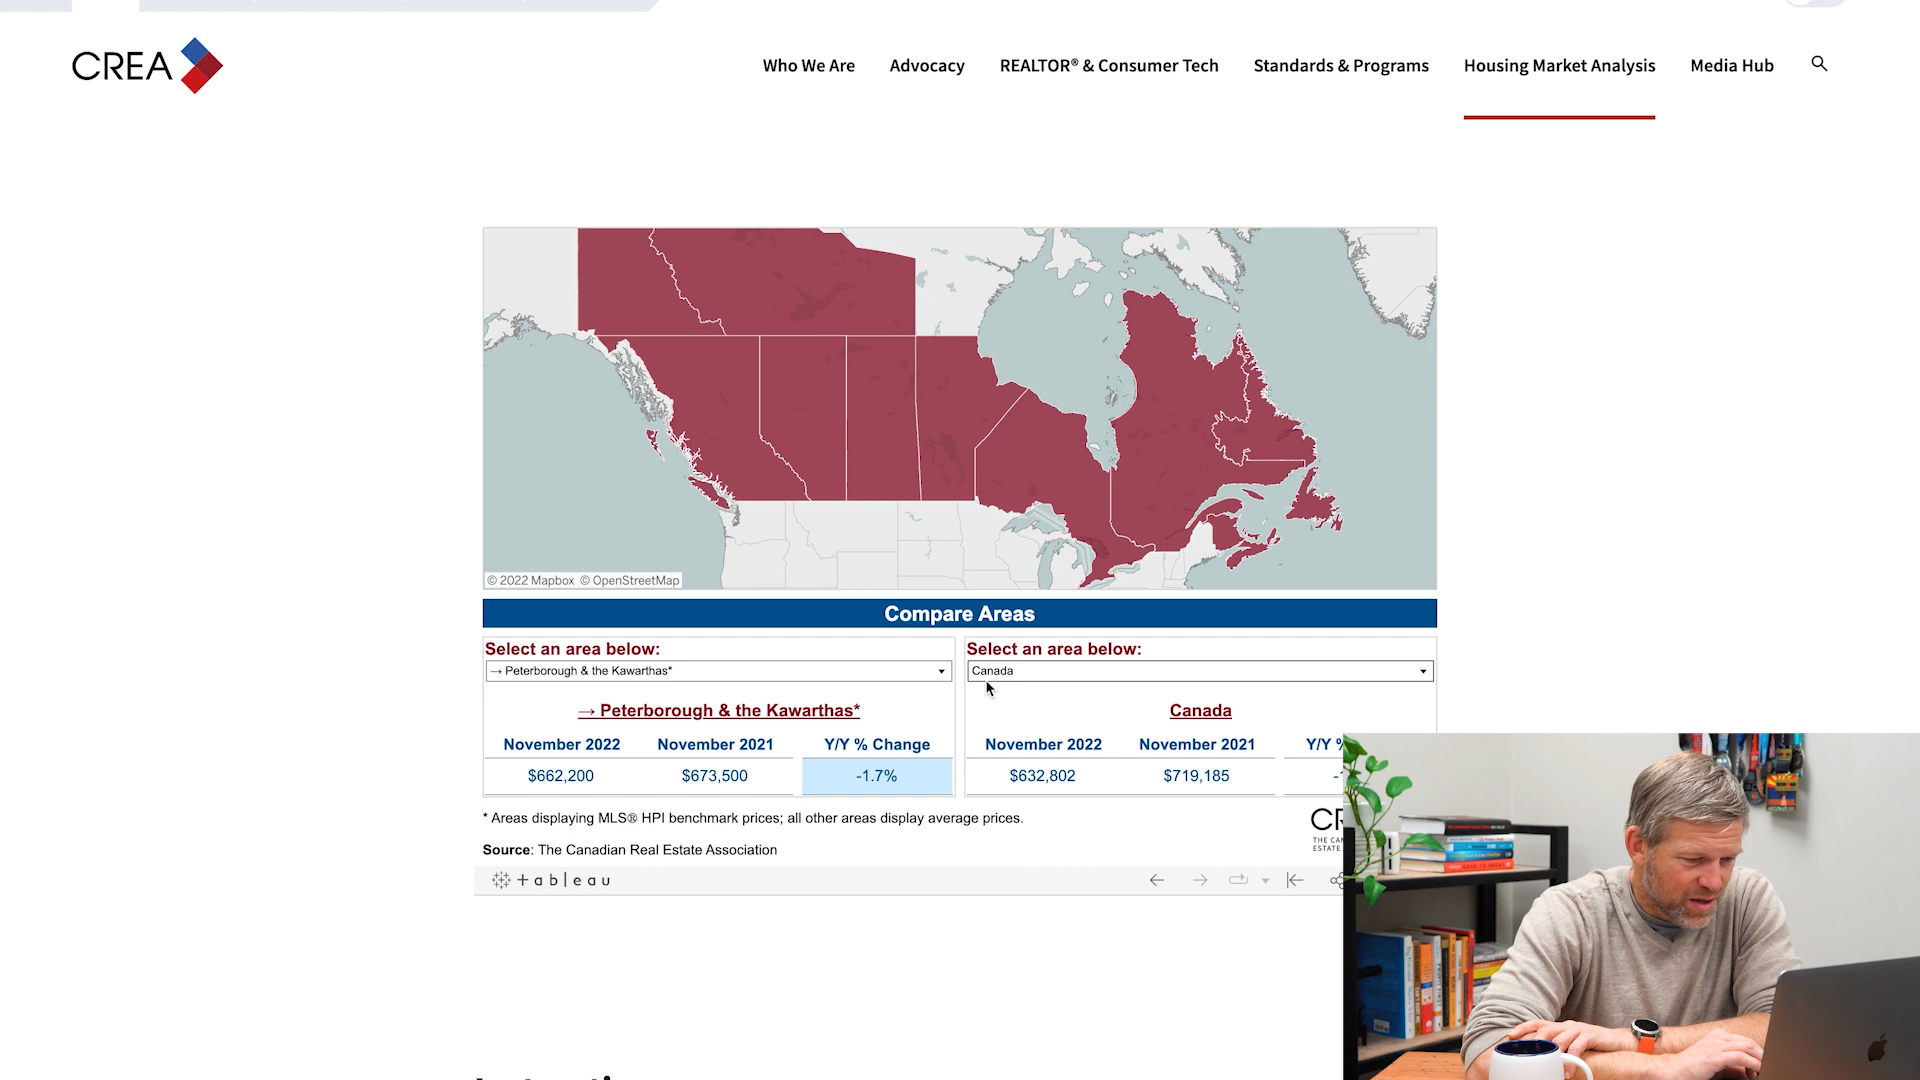 CREA
Who We Are
Advocacy
REALTOR® & Consumer Tech
Standards & Programs
Housing Market Analysis
Media Hub
© 2022 Mapbox © OpenStreetMap
Compare Areas
Select an area below:
→ Peterborough & the Kawarthas*
→ Peterborough & the Kawarthas*
November 2022 November 2021 Y/Y % Change
$662,200 $673,500 -1.7%
Select an area below:
Canada
Canada
November 2022 November 2021 Y/Y %
$632,802 $719,185
* Areas displaying MLS® HPI benchmark prices; all other areas display average prices.
Source: The Canadian Real Estate Association
+ableau